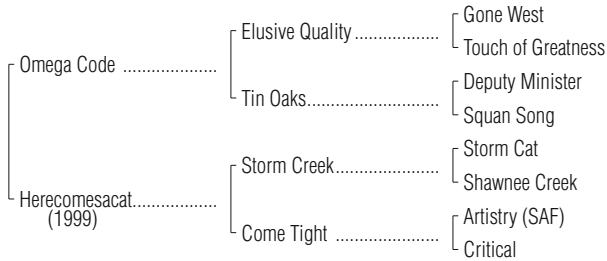 Gone West
Elusive Quality ..................
Touch of Greatness
Omega Code ....................
Deputy Minister
Tin Oaks............................
Squan Song
Storm Cat
Storm Creek......................
Shawnee Creek
Herecomesacat..................
(1999)
Artistry (SAF)
Come Tight ......................
Critical